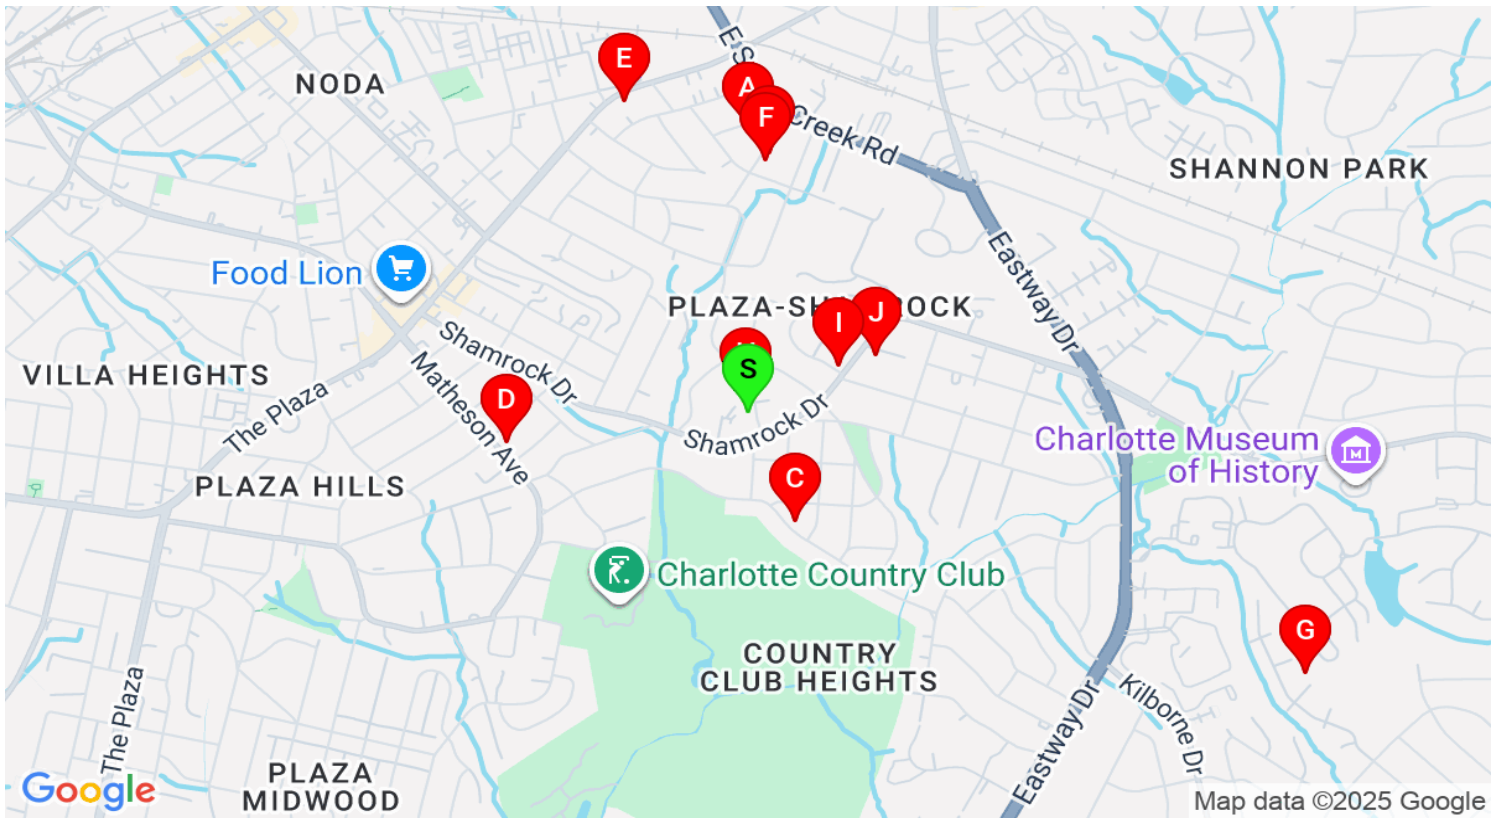 E S
Creek Rd
E
A
F
NODA
SHANNON PARK
Food Lion
Eastway Dr
PLAZA-SHAMROCK
J
I
S
Shamrock Dr
VILLA HEIGHTS
Matheson Ave
D
The Plaza
Shamrock Dr
Charlotte Museum
of History
PLAZA HILLS
C
Charlotte Country Club
G
COUNTRY
CLUB HEIGHTS
Kilborne Dr
Eastway Dr
The Plaza
PLAZA
MIDWOOD
Google
Map data ©2025 Google